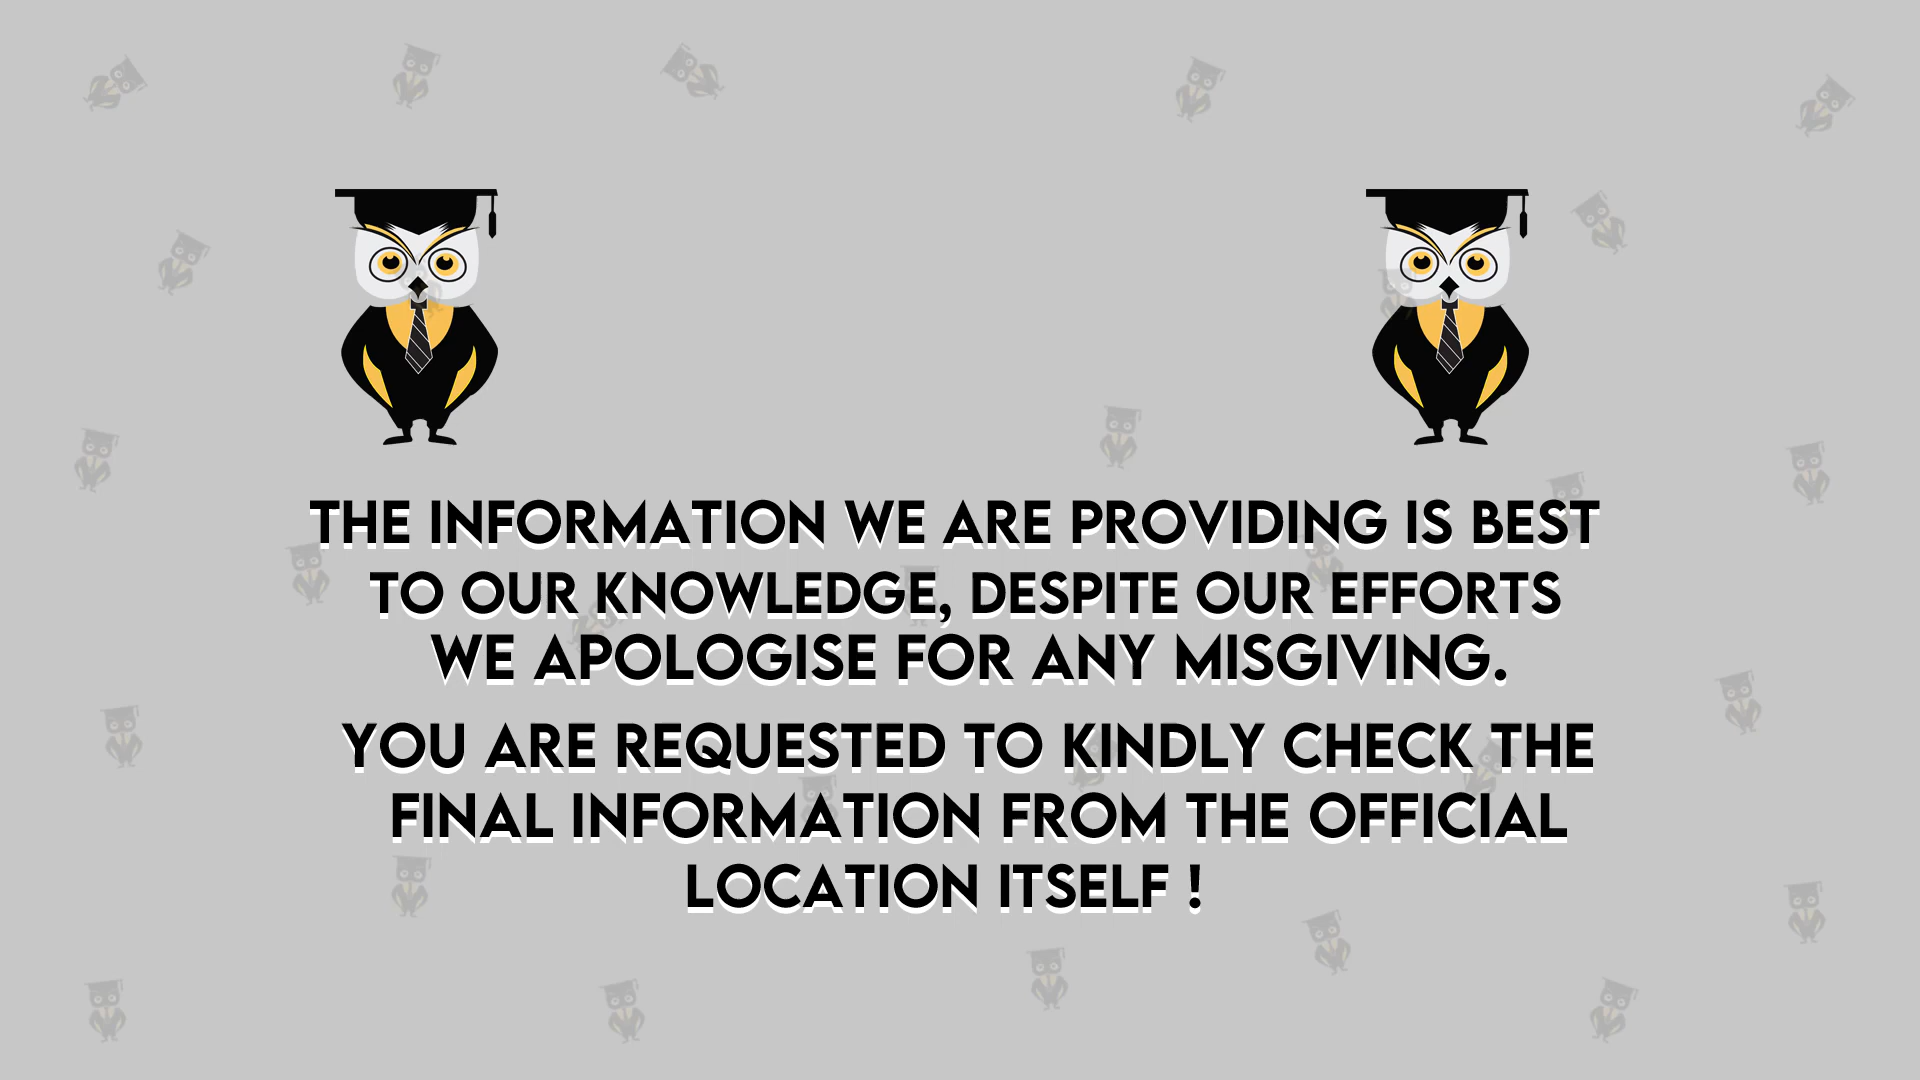 THE INFORMATION WE ARE PROVIDING IS BEST
TO OUR KNOWLEDGE, DESPITE OUR EFFORTS
WE APOLOGISE FOR ANY MISGIVING.
YOU ARE REQUESTED TO KINDLY CHECK THE
FINAL INFORMATION FROM THE OFFICIAL
LOCATION ITSELF !